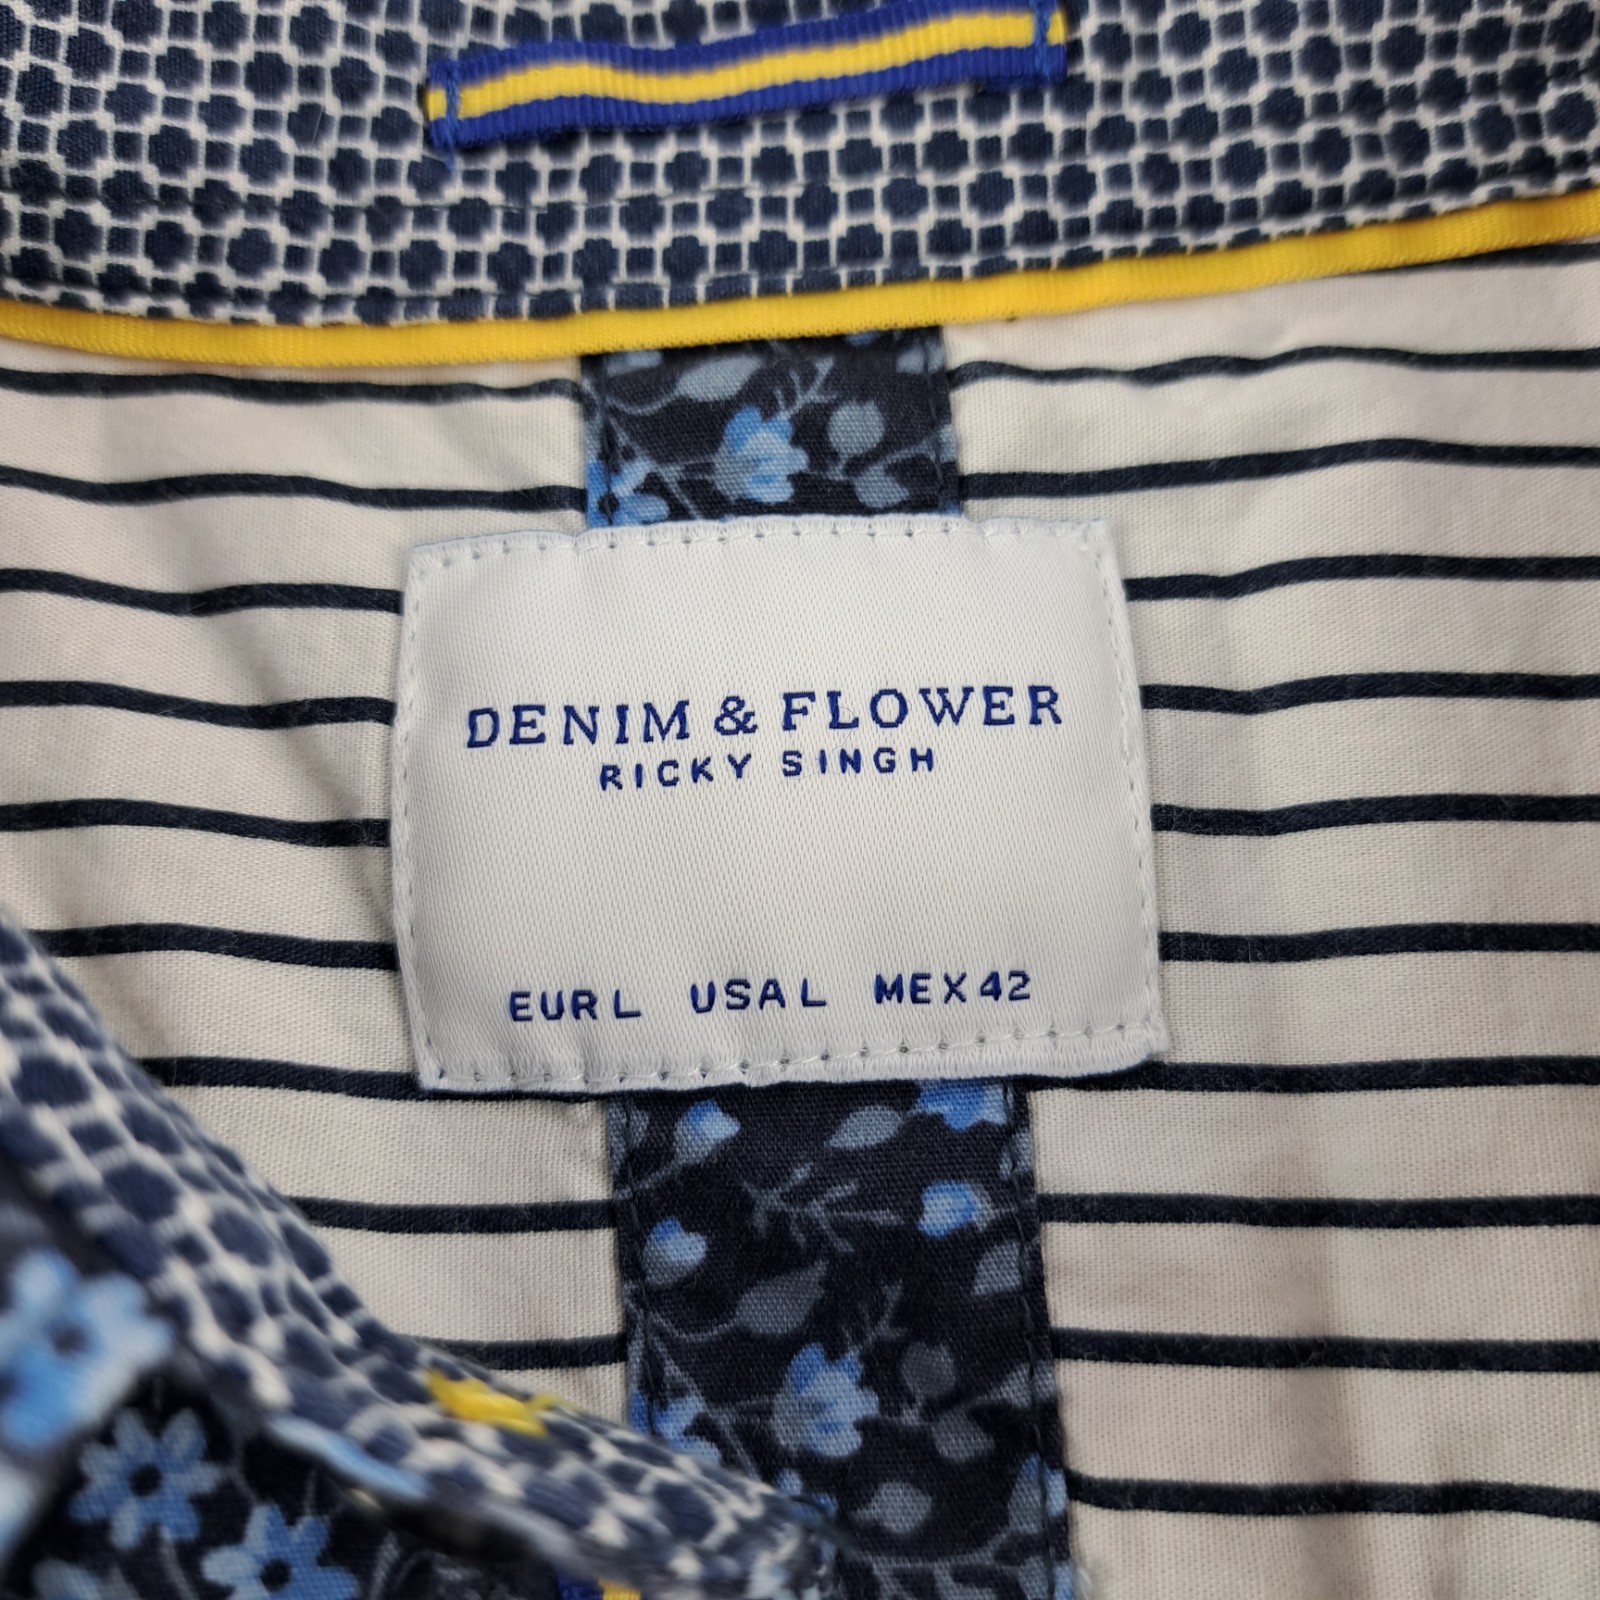 DENIM & FLOWER
RICKY SINGH
EUR L USA L MEX 42